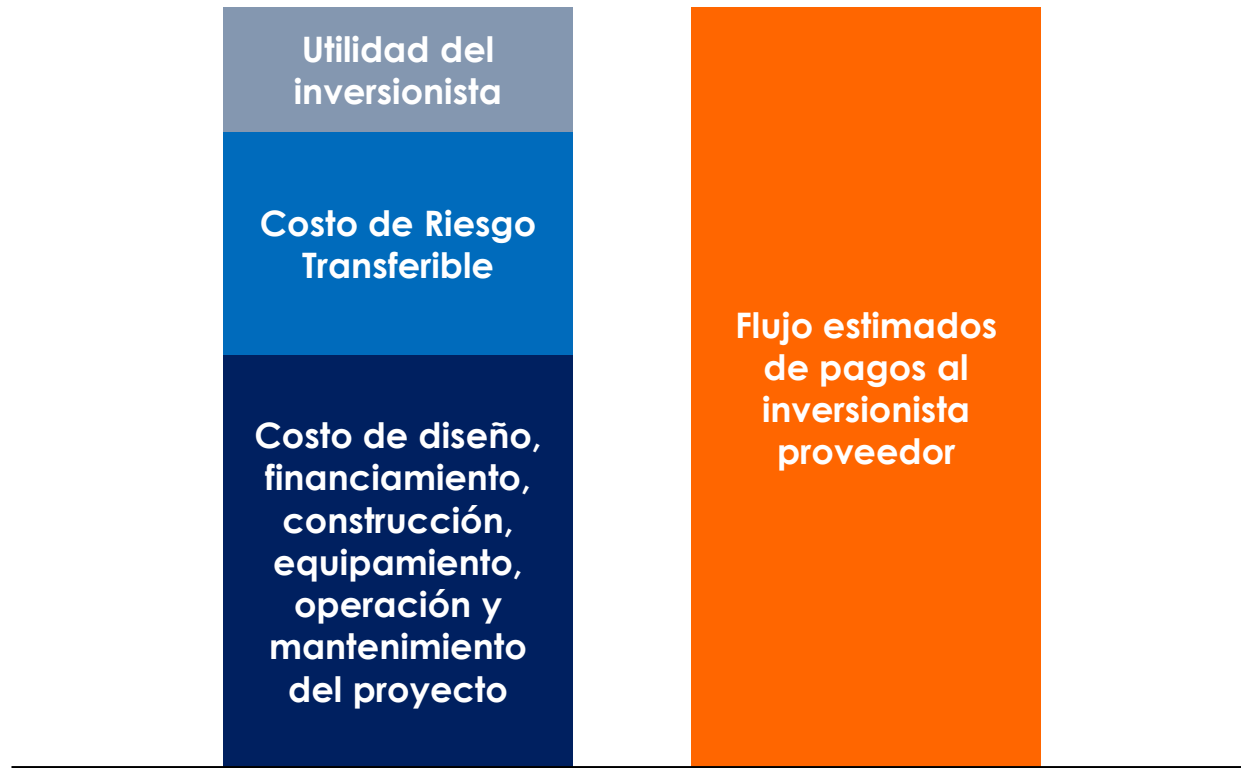 Utilidad del
inversionista
Costo de Riesgo
Transferible
Costo de diseño,
financiamiento,
construcción,
equipamiento,
operación y
mantenimiento
del proyecto
Flujo estimados
de pagos al
inversionista
proveedor